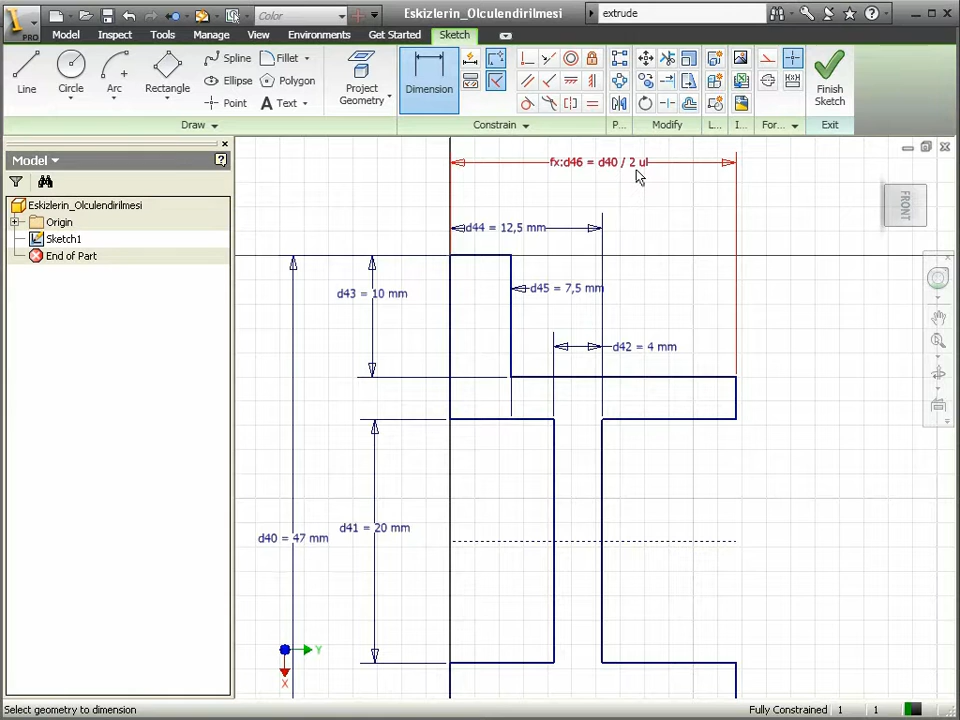 Eskizlerin_Olculendirilmesi
extrude
Color
PRO
Model
Inspect
Tools
Manage
View
Environments
Get Started
Sketch
Line
Circle
Arc
Rectangle
Spline
Fillet
Ellipse
Polygon
Point
Text
Project
Geometry
Dimension
Finish
Sketch
Draw
Constrain
P...
Modify
L...
I...
For...
Exit
Model
Eskizlerin_Olculendirilmesi
Origin
Sketch1
End of Part
fx:d46 = d40 / 2 ul
FRONT
d44 = 12,5 mm
d43 = 10 mm
d45 = 7,5 mm
d42 = 4 mm
d41 = 20 mm
d40 = 47 mm
Y
X
Select geometry to dimension
Fully Constrained
1
1